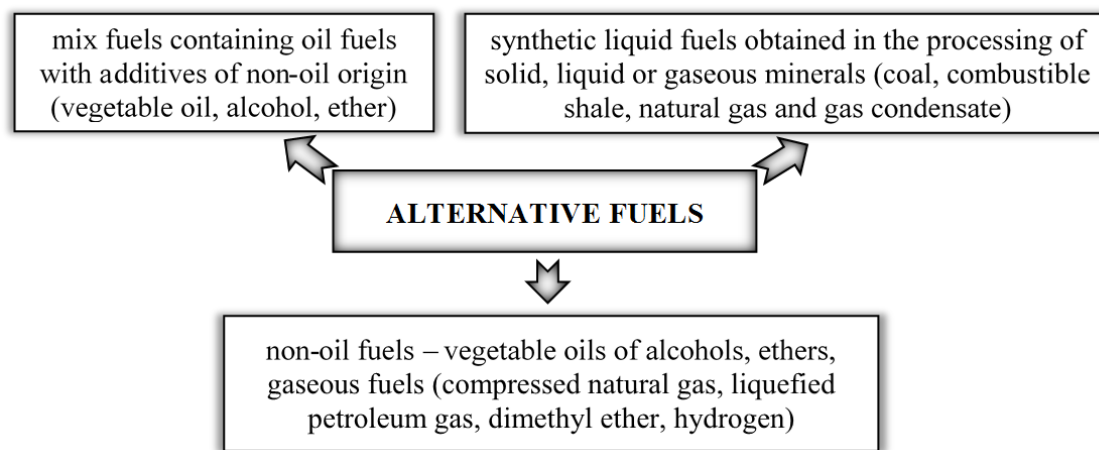 mix fuels containing oil fuels
with additives of non-oil origin
(vegetable oil, alcohol, ether)
synthetic liquid fuels obtained in the processing of
solid, liquid or gaseous minerals (coal, combustible
shale, natural gas and gas condensate)
ALTERNATIVE FUELS
non-oil fuels – vegetable oils of alcohols, ethers,
gaseous fuels (compressed natural gas, liquefied
petroleum gas, dimethyl ether, hydrogen)